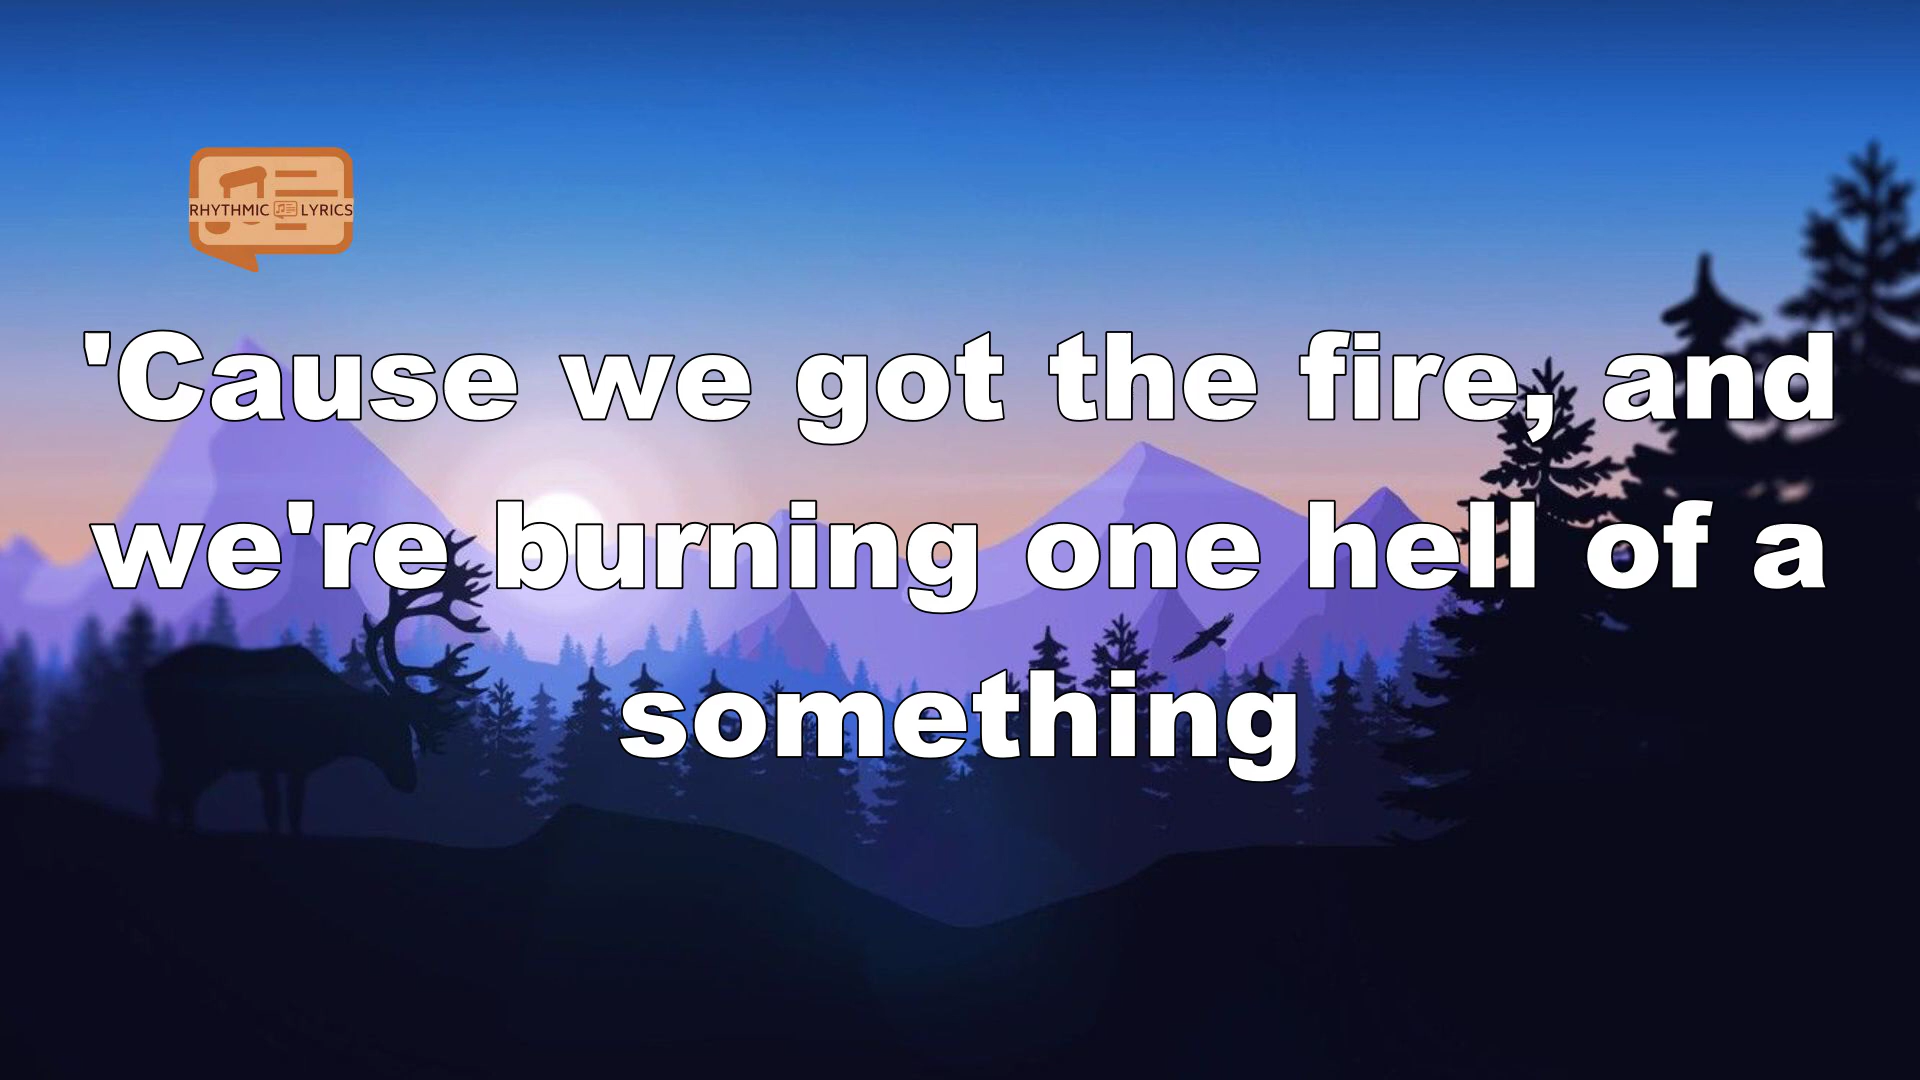 RHYTHMIC LYRICS
'Cause we got the fire, and
we're burning one hell of a
something